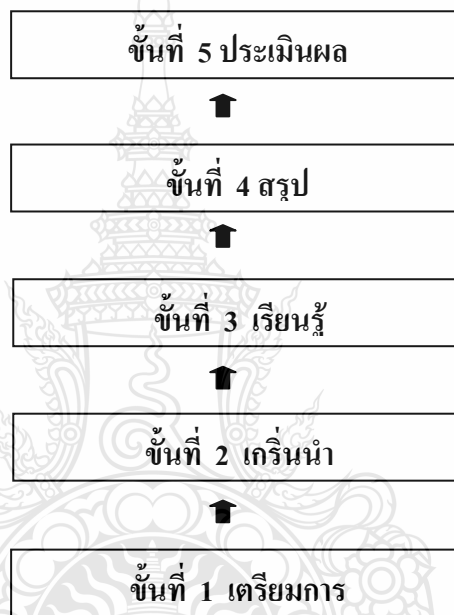 ขั้นที่ 5 ประเมินผล
ขั้นที่ 4 สรุป
ขั้นที่ 3 เรียนรู้
ขั้นที่ 2 เกริ่นนำ
ขั้นที่ 1 เตรียมการ